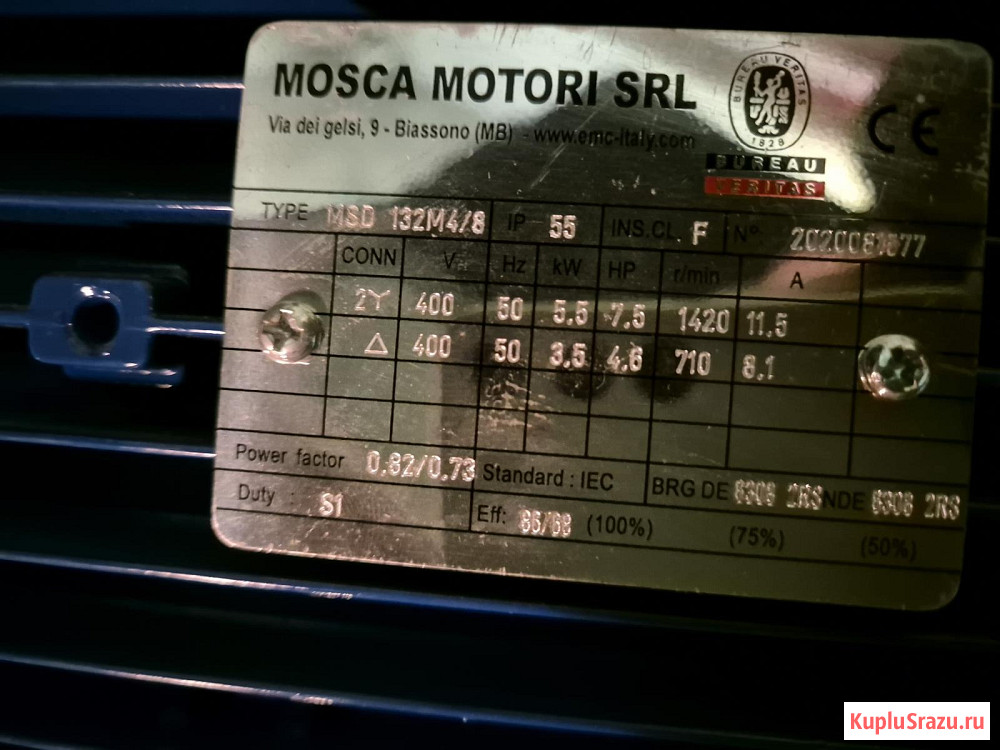 MOSCA MOTORI SRL
BUREAU VERITAS
1828
BUREAU
VERITAS
CE
Via dei gelsi, 9 - Biassono (MB) - www.emc-italy.com
TYPE MSD 132M4/8 IP 55 INS.CL. F N°
CONN V Hz kW HP r/min A
2Y 400 50 5.5 7.5 1420 11.5
△ 400 50 3.5 4.6 710 8.1
Power factor 0.82/0.73 Standard : IEC BRG DE 6308 2RS NDE 6308 2RS
Duty : S1 Eff: (100%) (75%) (50%)
KupluSrazu.ru